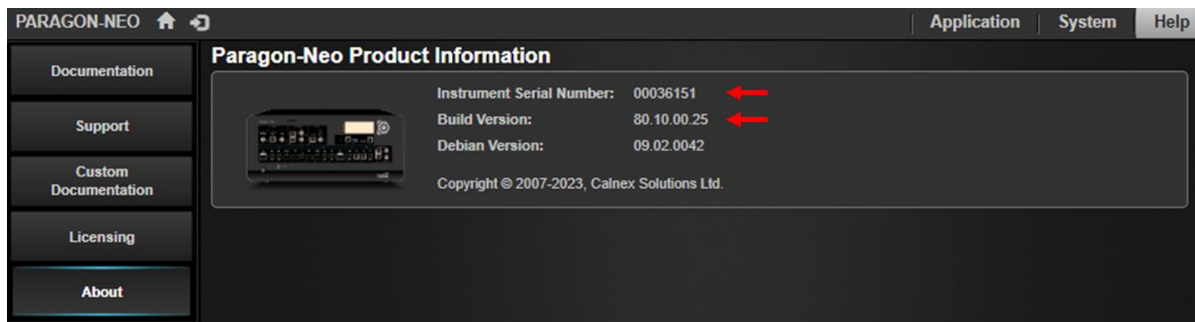 PARAGON-NEO
Application
System
Help
Documentation
Support
Custom
Documentation
Licensing
About
Paragon-Neo Product Information
Instrument Serial Number: 00036151
Build Version: 80.10.00.25
Debian Version: 09.02.0042
Copyright © 2007-2023, Calnex Solutions Ltd.